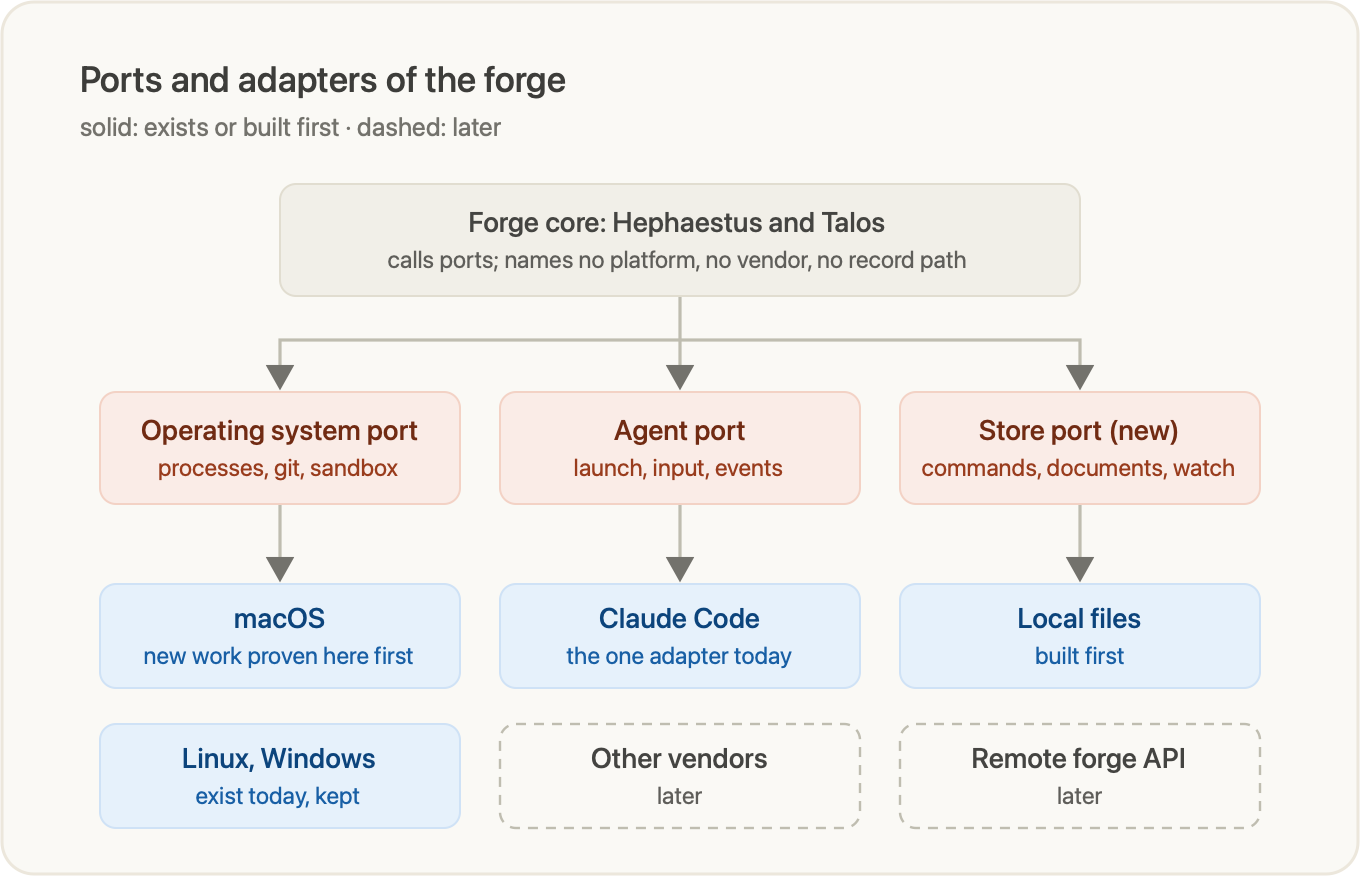 Ports and adapters of the forge
solid: exists or built first · dashed: later
Forge core: Hephaestus and Talos
calls ports; names no platform, no vendor, no record path
Operating system port
processes, git, sandbox
Agent port
launch, input, events
Store port (new)
commands, documents, watch
macOS
new work proven here first
Claude Code
the one adapter today
Local files
built first
Linux, Windows
exist today, kept
Other vendors
later
Remote forge API
later